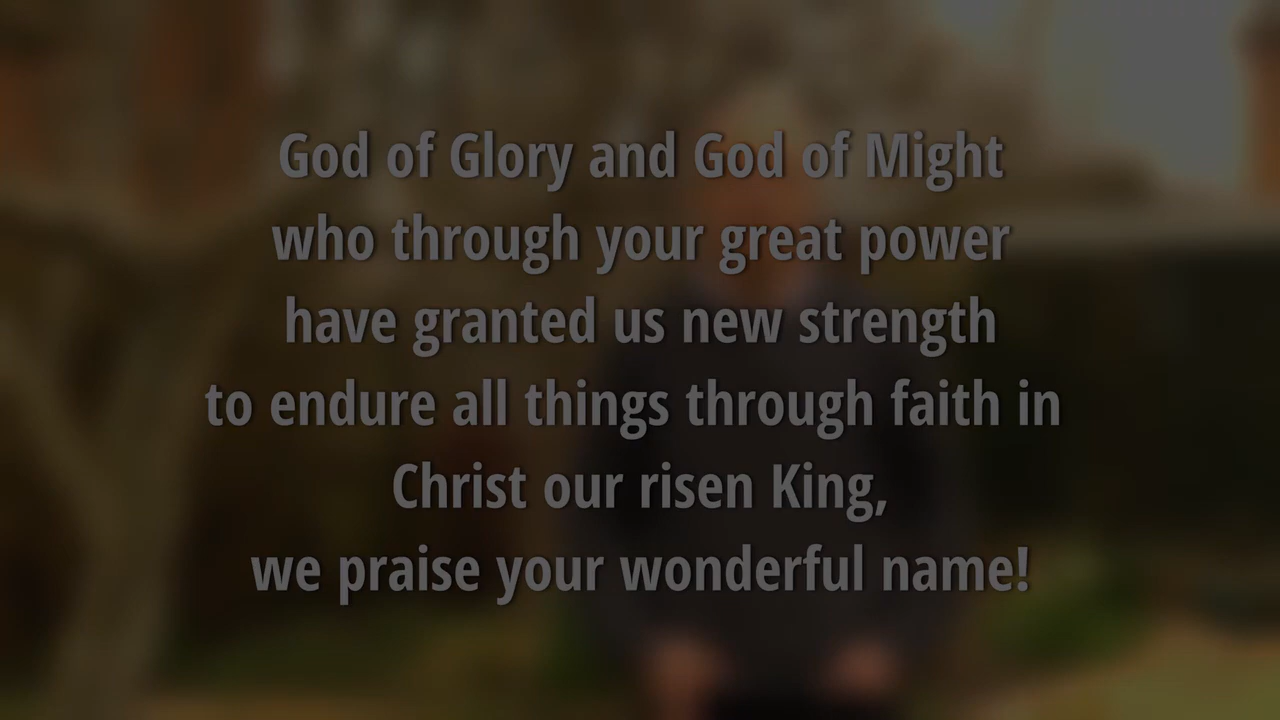 God of Glory and God of Might
who through your great power
have granted us new strength
to endure all things through faith in
Christ our risen King,
we praise your wonderful name!